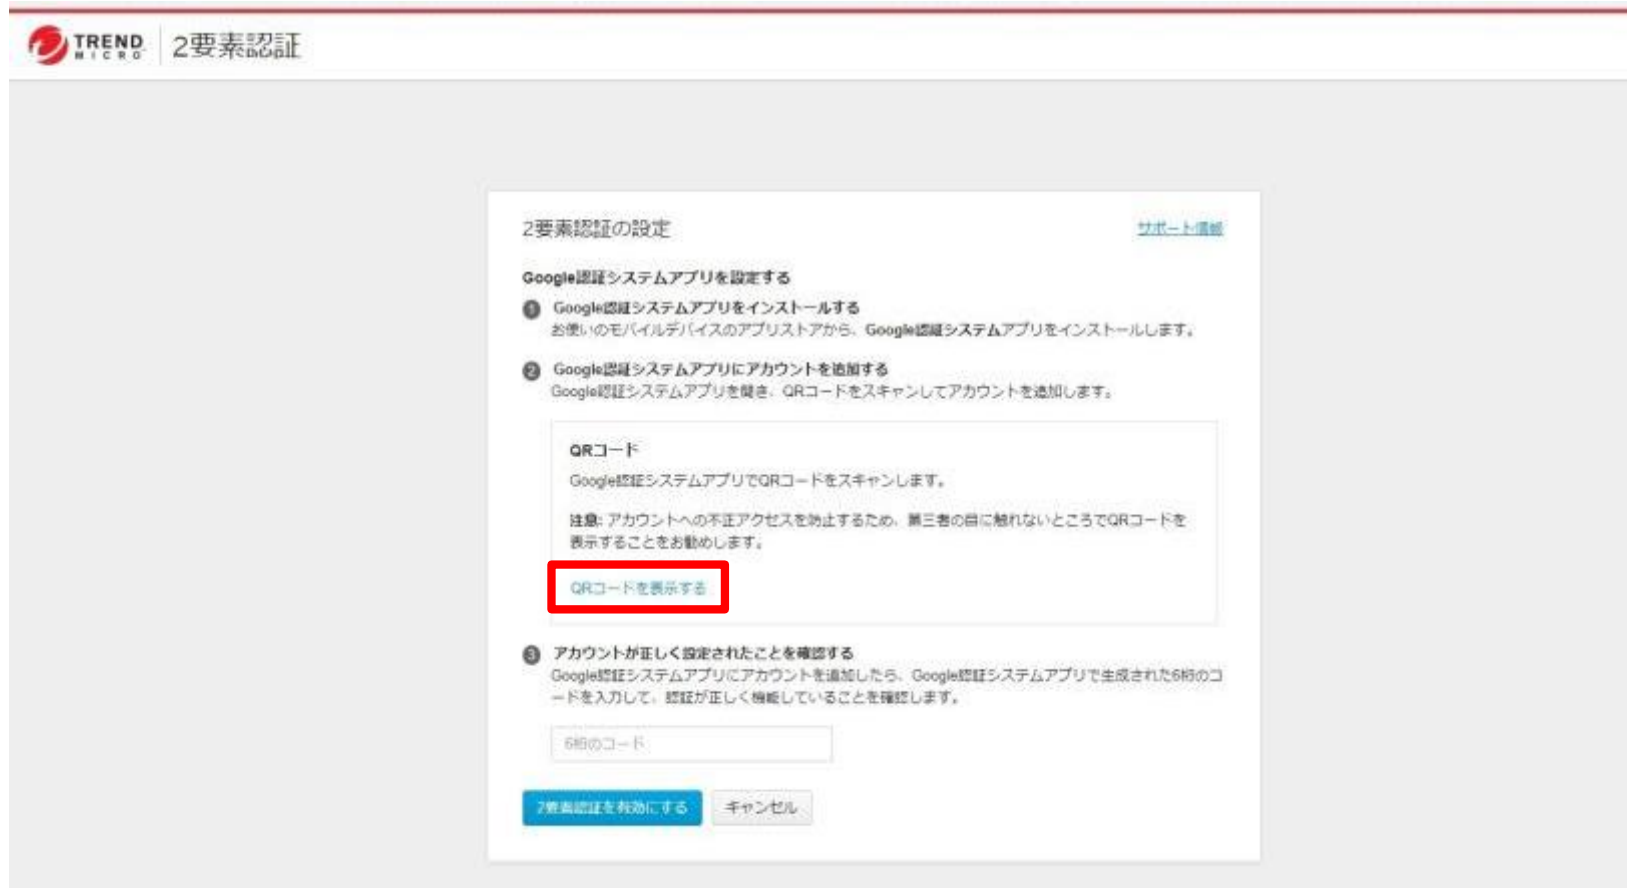 TREND MICRO 2要素認証
2要素認証の設定
サポート情報
Google認証システムアプリを設定する
1 Google認証システムアプリをインストールする
お使いのモバイルデバイスのアプリストアから、Google認証システムアプリをインストールします。
2 Google認証システムアプリにアカウントを追加する
Google認証システムアプリを開き、QRコードをスキャンしてアカウントを追加します。
QRコード
Google認証システムアプリでQRコードをスキャンします。
注意: アカウントへの不正アクセスを防止するため、第三者の目に触れないところでQRコードを
表示することをお勧めします。
QRコードを表示する
3 アカウントが正しく設定されたことを確認する
Google認証システムアプリにアカウントを追加したら、Google認証システムアプリで生成された6桁のコ
ードを入力して、認証が正しく機能していることを確認します。
6桁のコード
2要素認証を有効にする
キャンセル